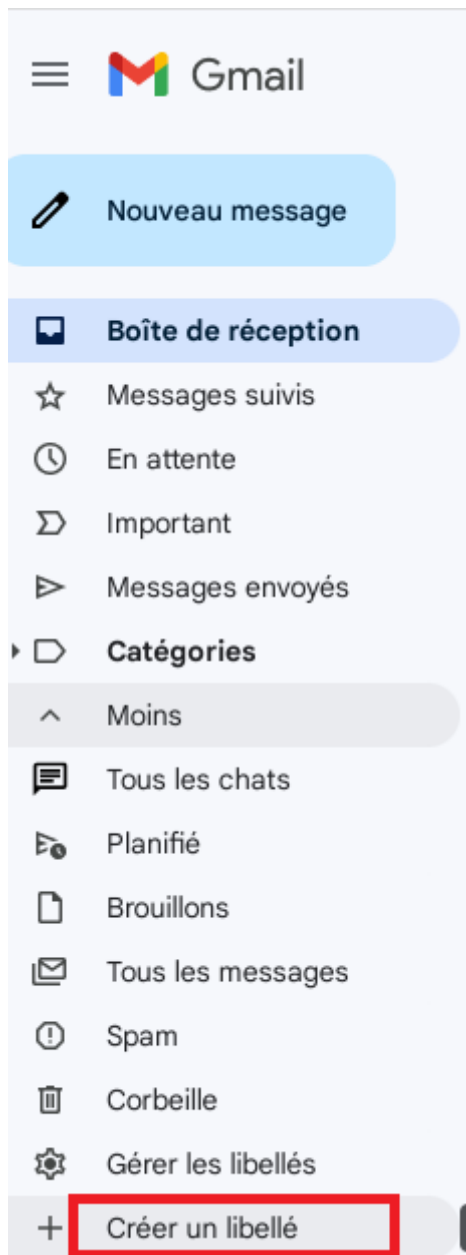 Gmail
Nouveau message
Boîte de réception
Messages suivis
En attente
Important
Messages envoyés
Catégories
Moins
Tous les chats
Planifié
Brouillons
Tous les messages
Spam
Corbeille
Gérer les libellés
Créer un libellé